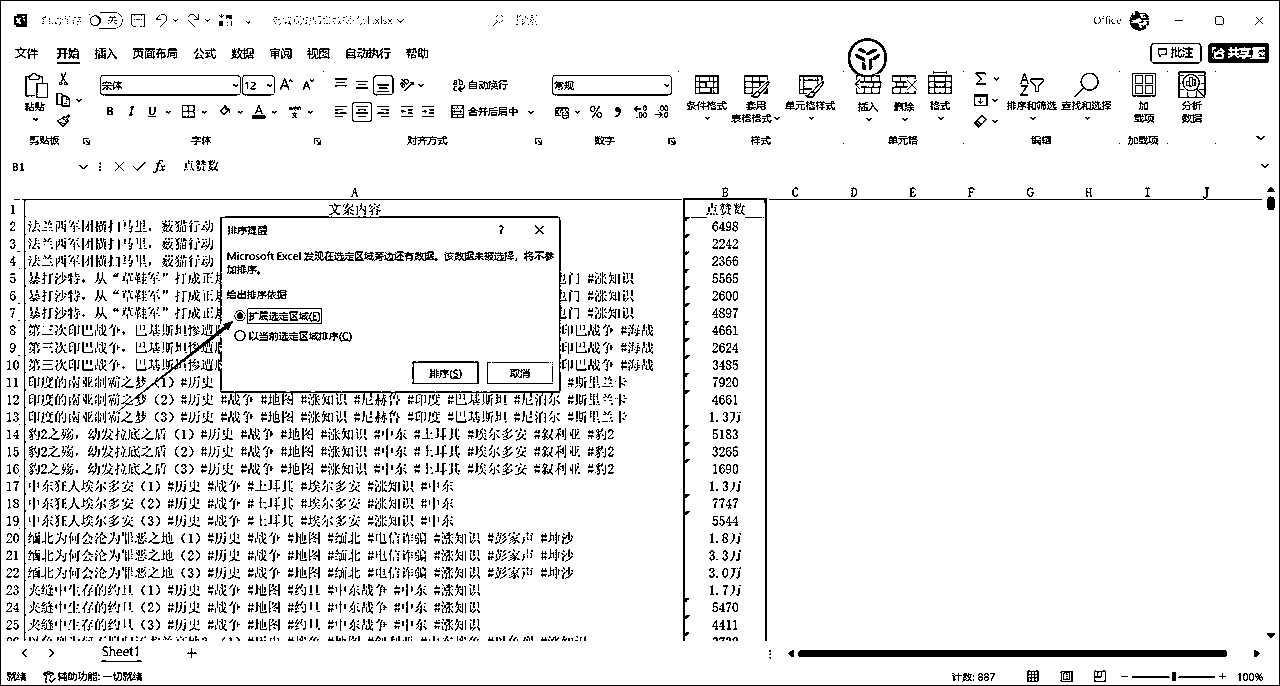 .xlsx
Office
文件 开始 插入 页面布局 公式 数据 审阅 视图 自动执行 帮助
批注 共享
粘贴
宋体 12 A^ A˅
自动换行
常规
条件格式 套用 表格格式 单元格样式 插入 删除 格式 排序和筛选 查找和选择 加载项 分析数据
B I U
合并后居中
剪贴板 字体 对齐方式 数字 样式 单元格 编辑 加载项
B1 fx 点赞数
A B C D E F G H I J
1 文案内容 点赞数
2 法兰西军团横扫马里,薮猫行动 6498
3 法兰西军团横扫马里,薮猫行动 2242
4 法兰西军团横扫马里,薮猫行动 2366
5 暴打沙特,从“草鞋军”打成正规 也门 #涨知识 5565
6 暴打沙特,从“草鞋军”打成正规 也门 #涨知识 2600
7 暴打沙特,从“草鞋军”打成正规 也门 #涨知识 4897
8 第三次印巴战争,巴基斯坦惨遭 印巴战争 #海战 4661
9 第三次印巴战争,巴基斯坦惨遭 印巴战争 #海战 2624
10 第三次印巴战争,巴基斯坦惨遭 印巴战争 #海战 3485
11 印度的南亚制霸之梦(1)#历史 #斯里兰卡 7920
12 印度的南亚制霸之梦(2)#历史 #战争 #地图 #涨知识 #尼赫鲁 #印度 #巴基斯坦 #尼泊尔 #斯里兰卡 4661
13 印度的南亚制霸之梦(3)#历史 #战争 #地图 #涨知识 #尼赫鲁 #印度 #巴基斯坦 #尼泊尔 #斯里兰卡 1.3万
14 豹2之殇,幼发拉底之盾(1)#历史 #战争 #地图 #涨知识 #中东 #土耳其 #埃尔多安 #叙利亚 #豹2 5183
15 豹2之殇,幼发拉底之盾(2)#历史 #战争 #地图 #涨知识 #中东 #土耳其 #埃尔多安 #叙利亚 #豹2 3265
16 豹2之殇,幼发拉底之盾(3)#历史 #战争 #地图 #涨知识 #中东 #土耳其 #埃尔多安 #叙利亚 #豹2 1690
17 中东狂人埃尔多安(1)#历史 #战争 #土耳其 #埃尔多安 #涨知识 #中东 1.3万
18 中东狂人埃尔多安(2)#历史 #战争 #土耳其 #埃尔多安 #涨知识 #中东 7747
19 中东狂人埃尔多安(3)#历史 #战争 #土耳其 #埃尔多安 #涨知识 #中东 5544
20 缅北为何会沦为罪恶之地(1)#历史 #战争 #地图 #缅北 #电信诈骗 #涨知识 #彭家声 #坤沙 1.8万
21 缅北为何会沦为罪恶之地(2)#历史 #战争 #地图 #缅北 #电信诈骗 #涨知识 #彭家声 #坤沙 3.3万
22 缅北为何会沦为罪恶之地(3)#历史 #战争 #地图 #缅北 #电信诈骗 #涨知识 #彭家声 #坤沙 3.0万
23 夹缝中生存的约旦(1)#历史 #战争 #地图 #约旦 #中东战争 #中东 #涨知识 1.7万
24 夹缝中生存的约旦(2)#历史 #战争 #地图 #约旦 #中东战争 #中东 #涨知识 5470
25 夹缝中生存的约旦(3)#历史 #战争 #地图 #约旦 #中东战争 #中东 #涨知识 4411
排序提醒 ?
Microsoft Excel 发现在选定区域旁边还有数据。该数据未被选择,将不参
加排序。
给出排序依据
扩展选定区域(E)
以当前选定区域排序(C)
排序(S) 取消
Sheet1 +
就绪 辅助功能: 一切就绪 计数: 887 100%